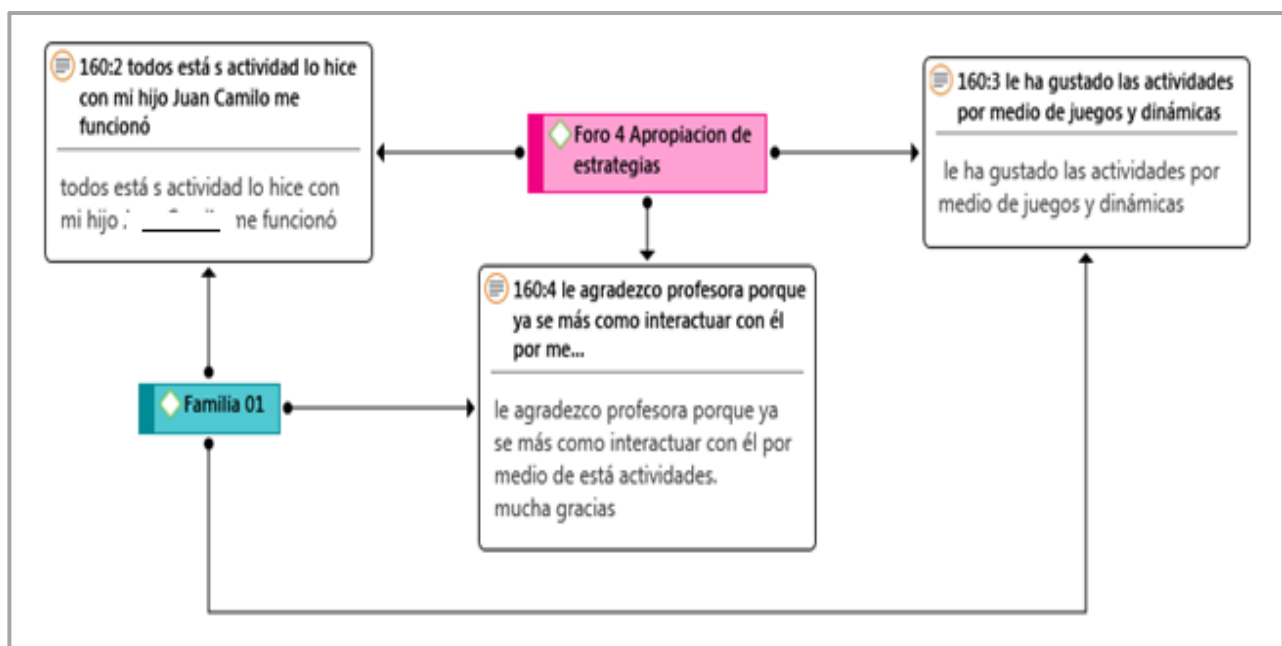 160:2 todos está s actividad lo hice
con mi hijo Juan Camilo me
funcionó
todos está s actividad lo hice con
mi hijo me funcionó
Foro 4 Apropiacion de
estrategias
160:3 le ha gustado las actividades
por medio de juegos y dinámicas
le ha gustado las actividades por
medio de juegos y dinámicas
160:4 le agradezco profesora porque
ya se más como interactuar con él
por me...
le agradezco profesora porque ya
se más como interactuar con él por
medio de está actividades.
mucha gracias
Familia 01